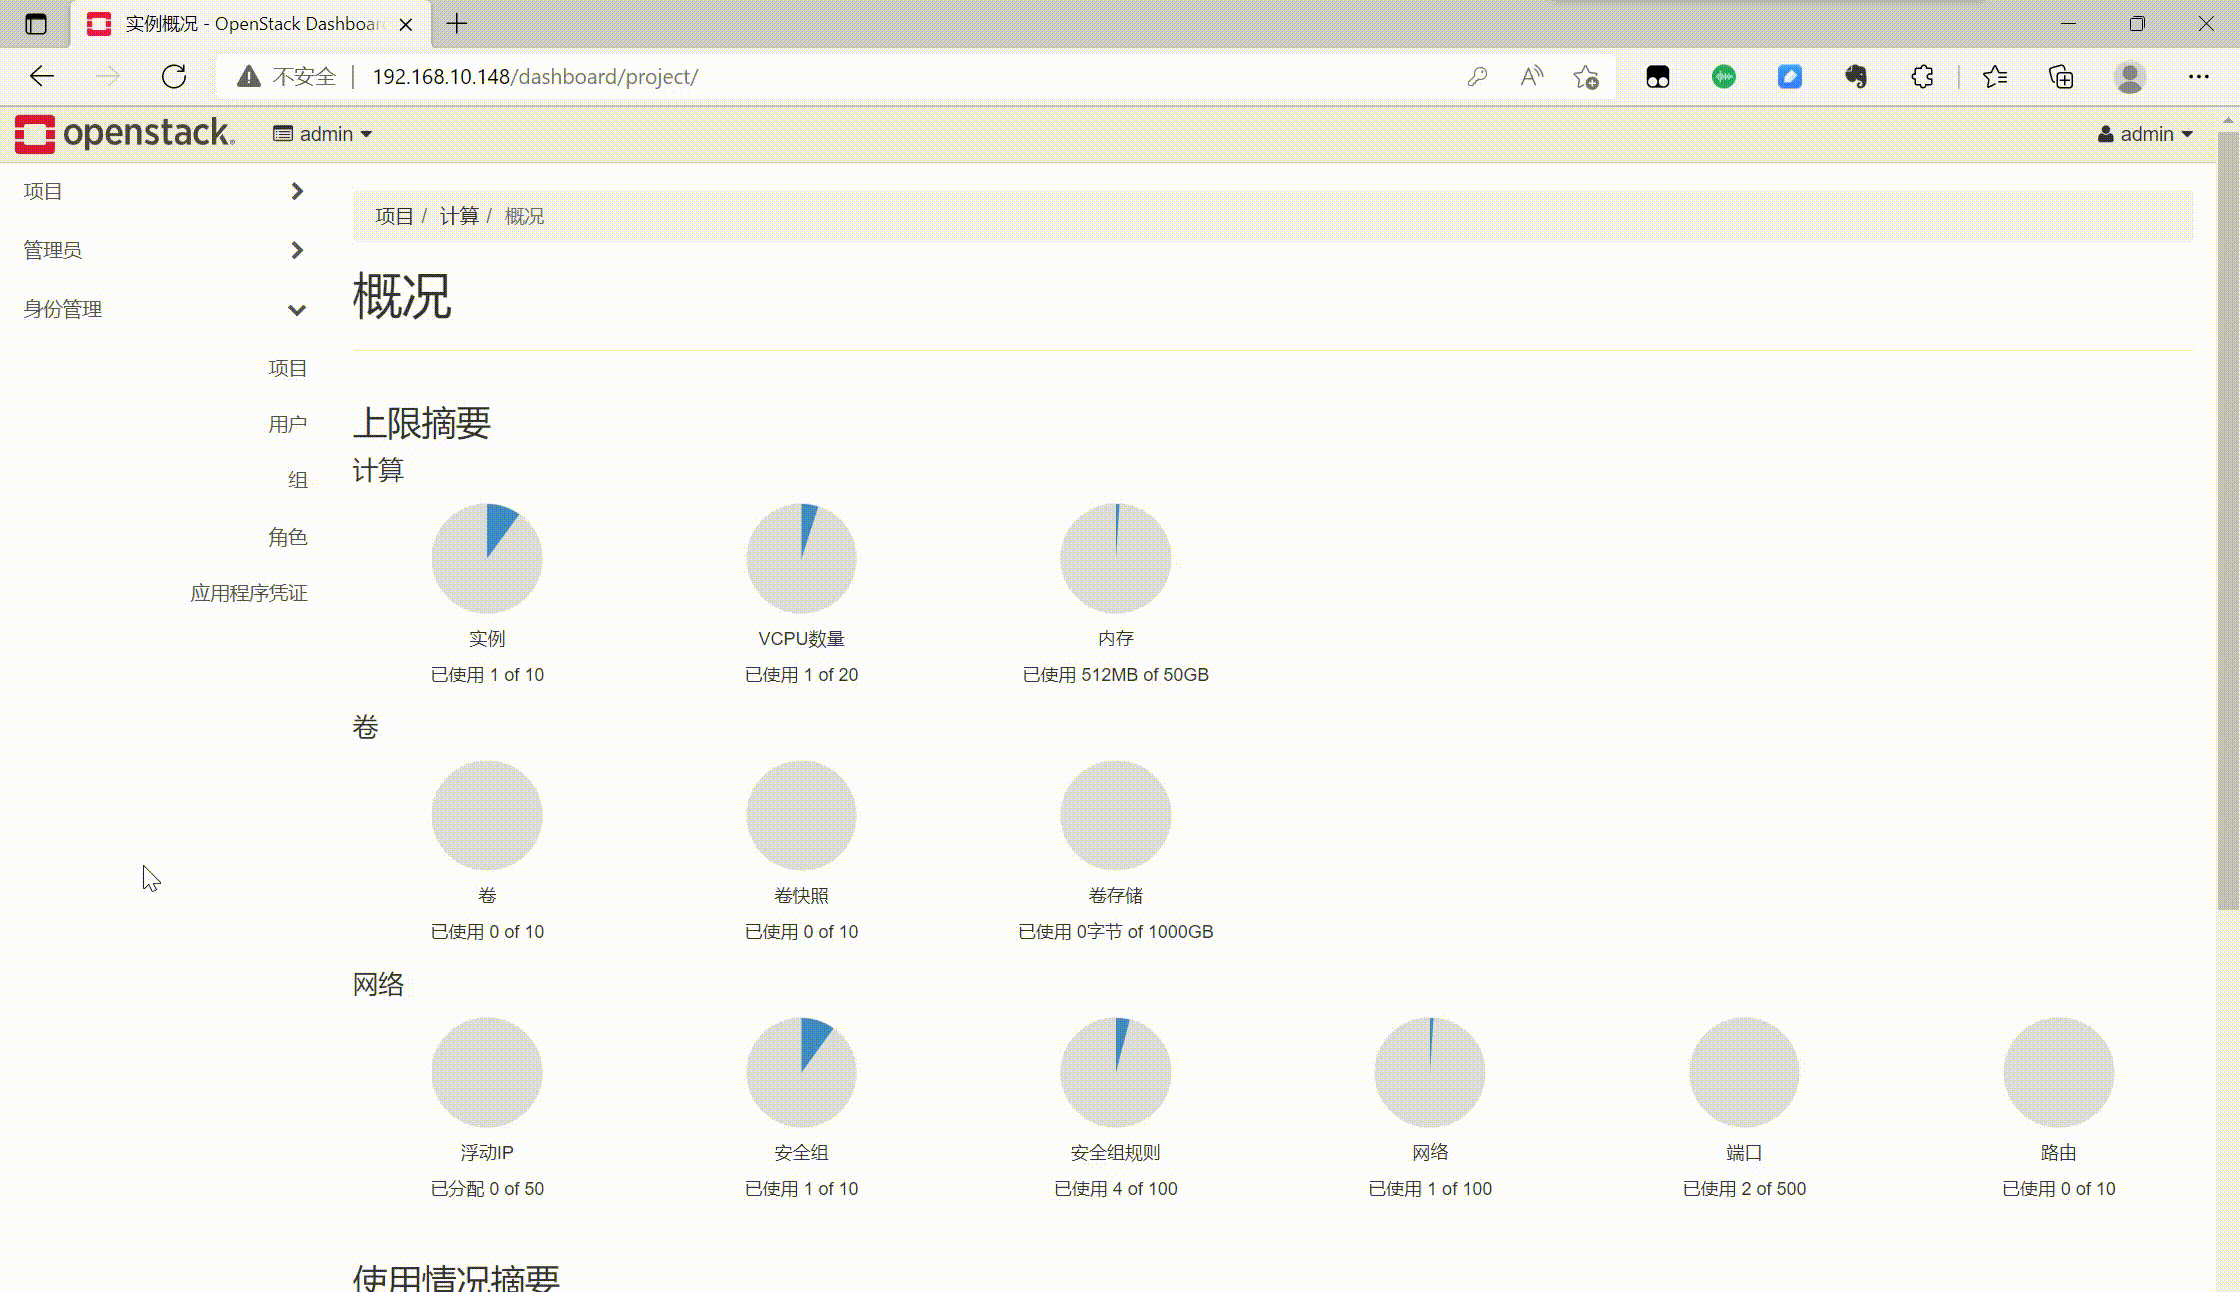 实例概况 - OpenStack Dashboar
不安全 192.168.10.148/dashboard/project/
openstack. admin admin
项目
管理员
身份管理
项目
用户
组
角色
应用程序凭证
项目 / 计算 / 概况
概况
上限摘要
计算
实例 VCPU数量 内存
已使用 1 of 10 已使用 1 of 20 已使用 512MB of 50GB
卷
卷 卷快照 卷存储
已使用 0 of 10 已使用 0 of 10 已使用 0字节 of 1000GB
网络
浮动IP 安全组 安全组规则 网络 端口 路由
已分配 0 of 50 已使用 1 of 10 已使用 4 of 100 已使用 1 of 100 已使用 2 of 500 已使用 0 of 10
使用情况摘要